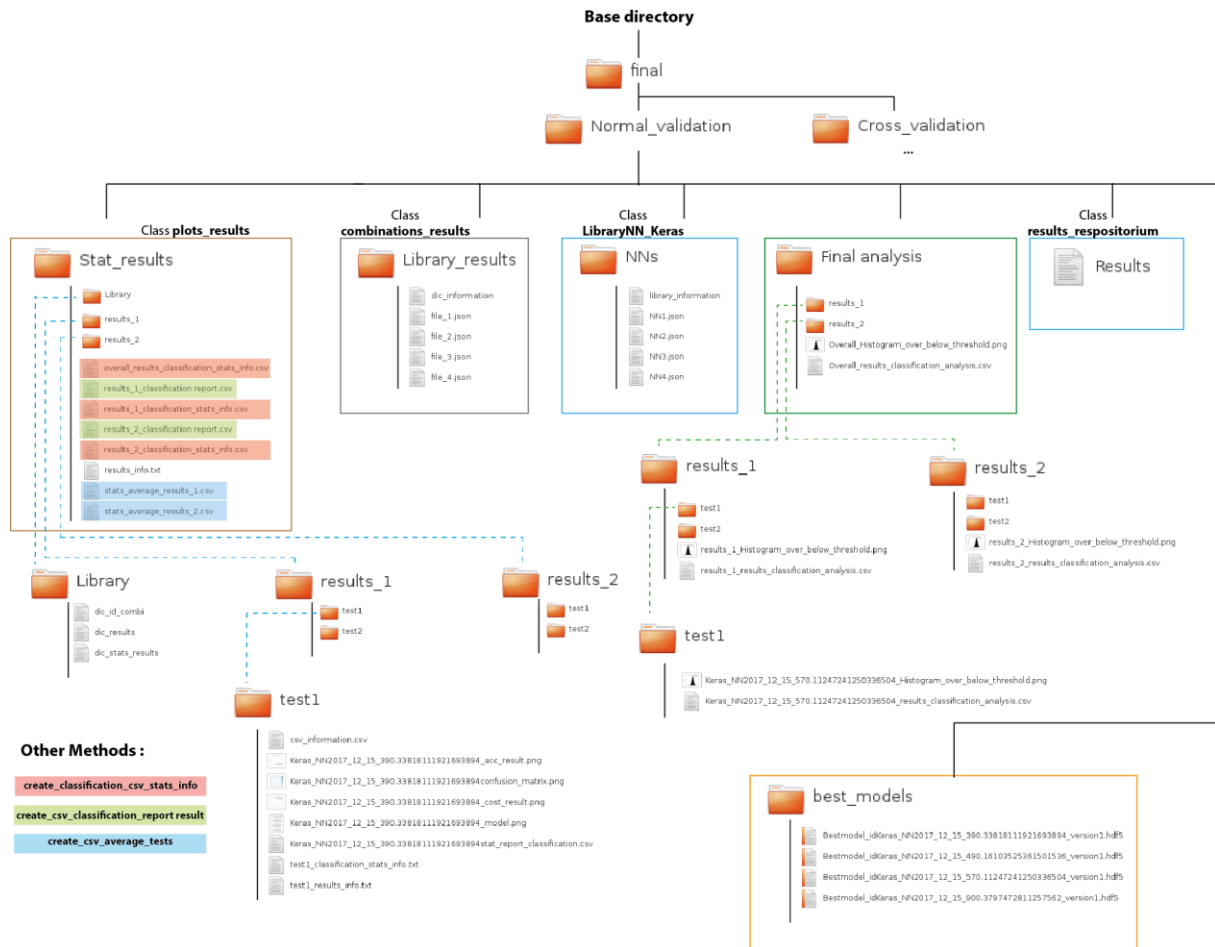 Base directory
final
Normal_validation
Cross_validation
...
Class plots_results
Stat_results
Library
results_1
results_2
overall_results_classification_stats_info.csv
results_1_classification report.csv
results_1_classification_stats_info.csv
results_2_classification report.csv
results_2_classification_stats_info.csv
results_info.txt
stats_average_results_1.csv
stats_average_results_2.csv
Class
combinations_results
Library_results
dic_information
file_1.json
file_2.json
file_3.json
file_4.json
Class
LibraryNN_Keras
NNs
library_information
NN1.json
NN2.json
NN3.json
NN4.json
Final analysis
results_1
results_2
Overall_Histogram_over_below_threshold.png
Overall_results_classification_analysis.csv
Class
results_respositorium
Results
results_1
test1
test2
results_1_Histogram_over_below_threshold.png
results_1_results_classification_analysis.csv
results_2
test1
test2
results_2_Histogram_over_below_threshold.png
results_2_results_classification_analysis.csv
Library
dic_id_combi
dic_results
dic_stats_results
results_1
test1
test2
results_2
test1
test2
test1
Keras_NN2017_12_15_570.11247241250336504_Histogram_over_below_threshold.png
Keras_NN2017_12_15_570.11247241250336504_results_classification_analysis.csv
test1
csv_information.csv
Keras_NN2017_12_15_390.33818111921693894_acc_result.png
Keras_NN2017_12_15_390.33818111921693894confusion_matrix.png
Keras_NN2017_12_15_390.33818111921693894_cost_result.png
Keras_NN2017_12_15_390.33818111921693894_model.png
Keras_NN2017_12_15_390.33818111921693894stat_report_classification.csv
test1_classification_stats_info.txt
test1_results_info.txt
Other Methods :
create_classification_csv_stats_info
create_csv_classification_report result
create_csv_average_tests
best_models
Bestmodel_idKeras_NN2017_12_15_390.33818111921693894_version1.hdf5
Bestmodel_idKeras_NN2017_12_15_490.16103525361501536_version1.hdf5
Bestmodel_idKeras_NN2017_12_15_570.11247241250336504_version1.hdf5
Bestmodel_idKeras_NN2017_12_15_900.3797472811257562_version1.hdf5